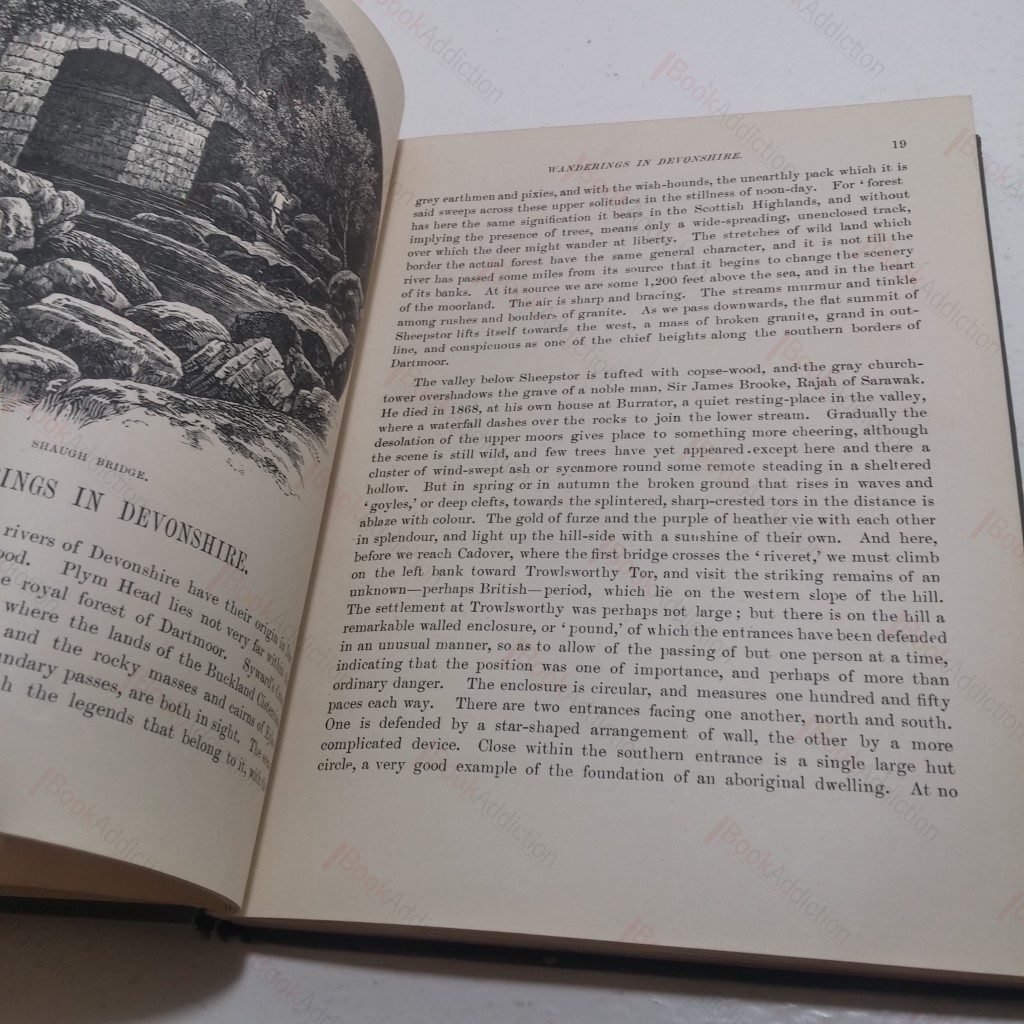 SHAUGH BRIDGE.
INGS IN DEVONSHIRE.
rivers of Devonshire have their origin in
ood. Plym Head lies not very far within
e royal forest of Dartmoor. Syward's
where the lands of the Buckland
and the rocky masses and cairns of
undary passes, are both in sight. The
h the legends that belong to it, with
WANDERINGS IN DEVONSHIRE. 19
grey earthmen and pixies, and with the wish-hounds, the unearthly pack which it is
said sweeps across these upper solitudes in the stillness of noon-day. For ‘forest
has here the same signification it bears in the Scottish Highlands, and without
implying the presence of trees, means only a wide-spreading, unenclosed track,
over which the deer might wander at liberty. The stretches of wild land which
border the actual forest have the same general character, and it is not till the
river has passed some miles from its source that it begins to change the scenery
of its banks. At its source we are some 1,200 feet above the sea, and in the heart
of the moorland. The air is sharp and bracing. The streams murmur and tinkle
among rushes and boulders of granite. As we pass downwards, the flat summit of
Sheepstor lifts itself towards the west, a mass of broken granite, grand in out-
line, and conspicuous as one of the chief heights along the southern borders of
Dartmoor.
The valley below Sheepstor is tufted with copse-wood, and the gray church-
tower overshadows the grave of a noble man, Sir James Brooke, Rajah of Sarawak.
He died in 1868, at his own house at Burrator, a quiet resting-place in the valley,
where a waterfall dashes over the rocks to join the lower stream. Gradually the
desolation of the upper moors gives place to something more cheering, although
the scene is still wild, and few trees have yet appeared except here and there a
cluster of wind-swept ash or sycamore round some remote steading in a sheltered
hollow. But in spring or in autumn the broken ground that rises in waves and
‘goyles,’ or deep clefts, towards the splintered, sharp-crested tors in the distance is
ablaze with colour. The gold of furze and the purple of heather vie with each other
in splendour, and light up the hill-side with a sunshine of their own. And here,
before we reach Cadover, where the first bridge crosses the ‘riveret,’ we must climb
on the left bank toward Trowlsworthy Tor, and visit the striking remains of an
unknown—perhaps British—period, which lie on the western slope of the hill.
The settlement at Trowlsworthy was perhaps not large; but there is on the hill a
remarkable walled enclosure, or ‘pound,’ of which the entrances have been defended
in an unusual manner, so as to allow of the passing of but one person at a time,
indicating that the position was one of importance, and perhaps of more than
ordinary danger. The enclosure is circular, and measures one hundred and fifty
paces each way. There are two entrances facing one another, north and south.
One is defended by a star-shaped arrangement of wall, the other by a more
complicated device. Close within the southern entrance is a single large hut
circle, a very good example of the foundation of an aboriginal dwelling. At no